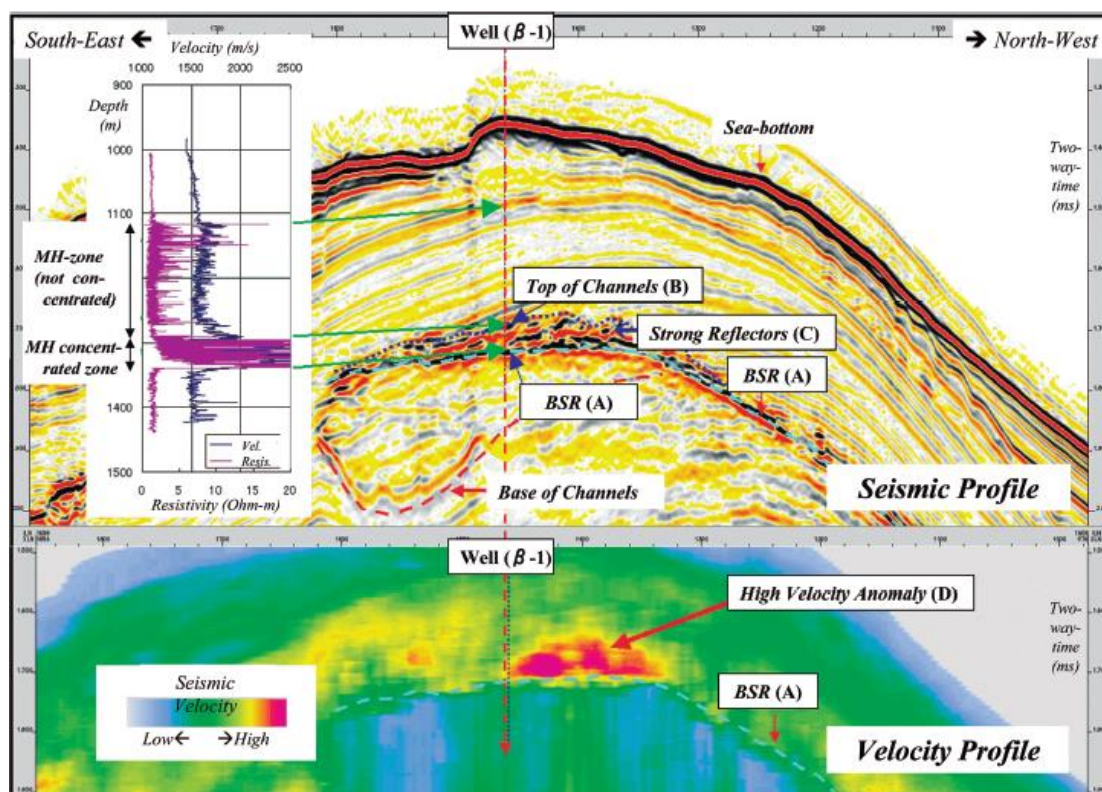 South-East ←
Velocity (m/s)
1000 1500 2000 2500
Well (β-1)
→ North-West
900
Depth
(m)
1000
1100
1400
1500
MH-zone
(not con-
centrated)
MH concent-
rated zone
Vel.
Resis.
0 5 10 15 20
Resistivity (Ohm-m)
Sea-bottom
Two-
way-
time
(ms)
Top of Channels (B)
Strong Reflectors (C)
BSR (A)
BSR (A)
Base of Channels
Seismic Profile
Well (β-1)
High Velocity Anomaly (D)
Two-
way-
time
(ms)
Seismic
Velocity
Low← →High
BSR (A)
Velocity Profile